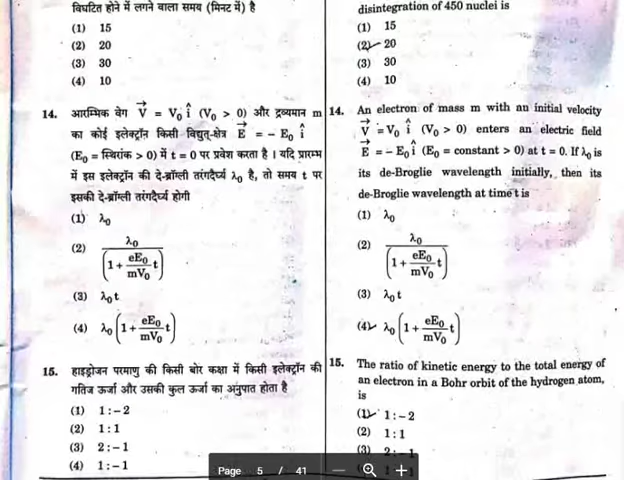 विघटित होने में लगने वाला समय (मिनट में) है
(1) 15
(2) 20
(3) 30
(4) 10
14. आरम्भिक वेग V⃗ = V₀ î (V₀ > 0) और द्रव्यमान m
का कोई इलेक्ट्रॉन किसी विद्युत-क्षेत्र E⃗ = – E₀ î
(E₀ = स्थिरांक > 0) में t = 0 पर प्रवेश करता है । यदि प्रारम्भ
में इस इलेक्ट्रॉन की दे-ब्रॉग्ली तरंगदैर्घ्य λ₀ है, तो समय t पर
इसकी दे-ब्रॉग्ली तरंगदैर्घ्य होगी
(1) λ₀
(2) λ₀ / (1 + eE₀/mV₀ t)
(3) λ₀ t
(4) λ₀ (1 + eE₀/mV₀ t)
15. हाइड्रोजन परमाणु की किसी बोर कक्षा में किसी इलेक्ट्रॉन की
गतिज ऊर्जा और उसकी कुल ऊर्जा का अनुपात होता है
(1) 1 : – 2
(2) 1 : 1
(3) 2 : – 1
(4) 1 : – 1
disintegration of 450 nuclei is
(1) 15
(2) 20
(3) 30
(4) 10
14. An electron of mass m with an initial velocity
V⃗ = V₀ î (V₀ > 0) enters an electric field
E⃗ = – E₀ î (E₀ = constant > 0) at t = 0. If λ₀ is
its de-Broglie wavelength initially, then its
de-Broglie wavelength at time t is
(1) λ₀
(2) λ₀ / (1 + eE₀/mV₀ t)
(3) λ₀ t
(4) λ₀ (1 + eE₀/mV₀ t)
15. The ratio of kinetic energy to the total energy of
an electron in a Bohr orbit of the hydrogen atom,
is
(1) 1 : – 2
(2) 1 : 1
(3) 2 : – 1
Page 5 / 41